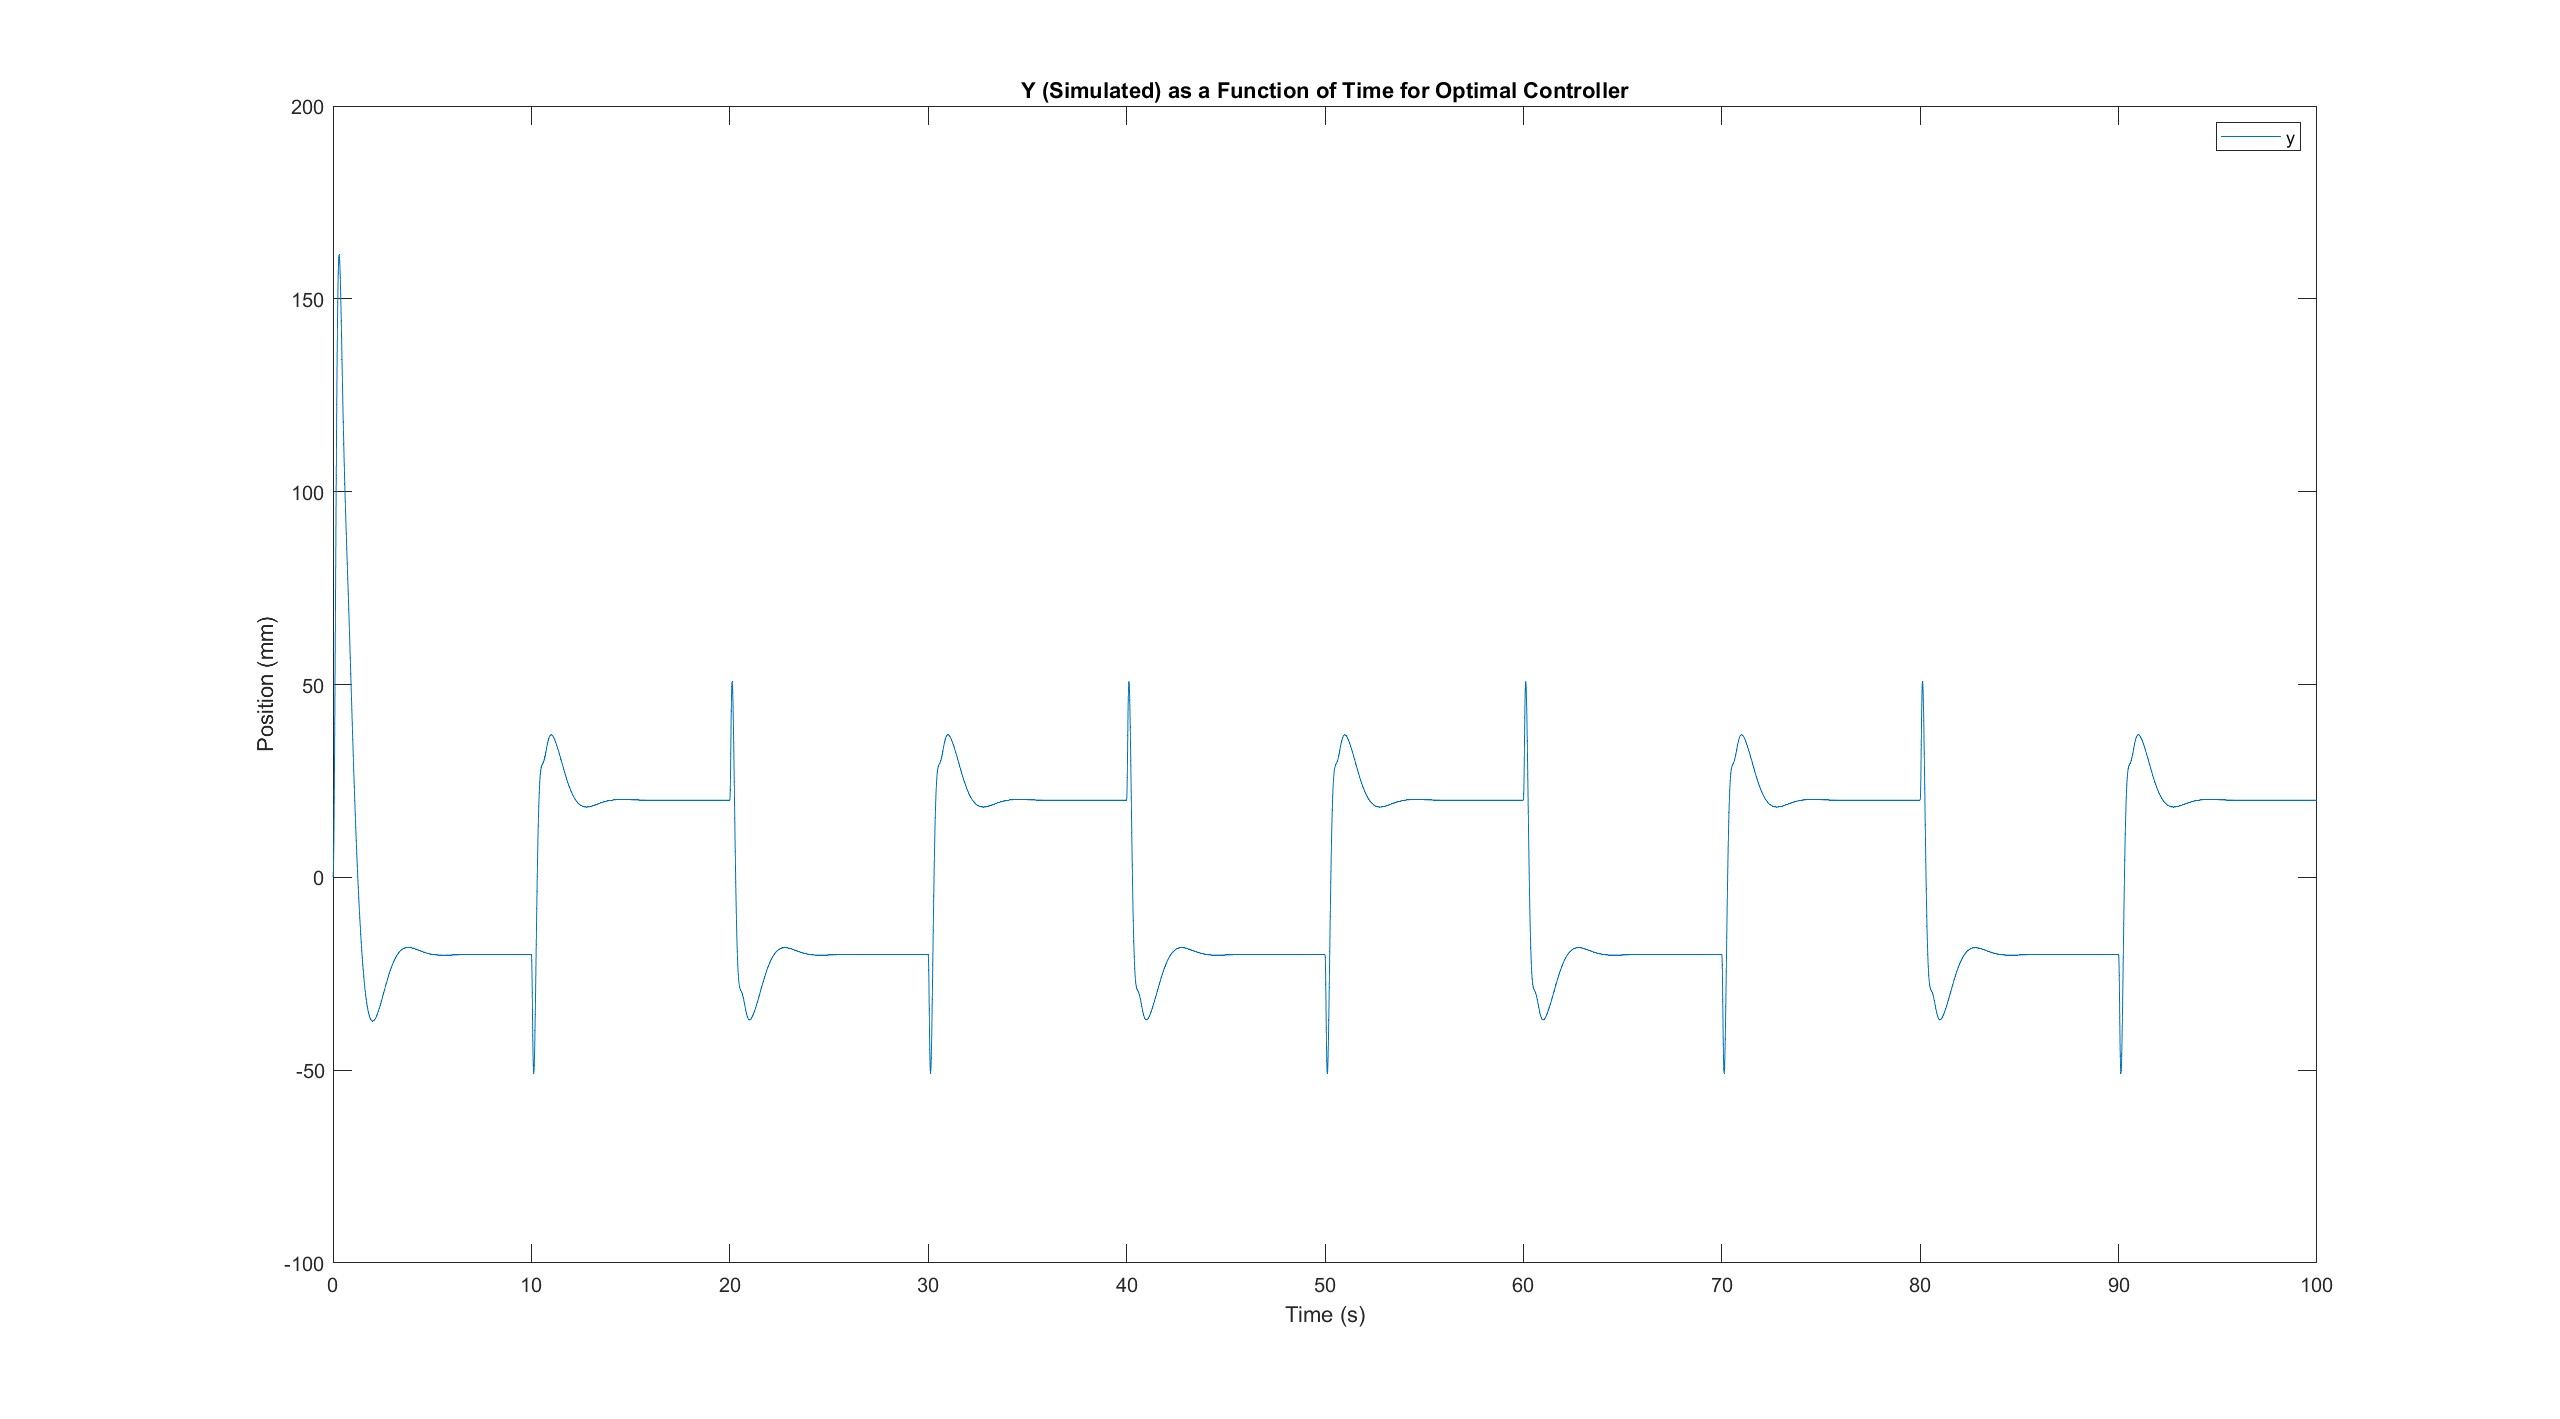 Y (Simulated) as a Function of Time for Optimal Controller
y
200
150
100
50
0
-50
-100
Position (mm)
0 10 20 30 40 50 60 70 80 90 100
Time (s)